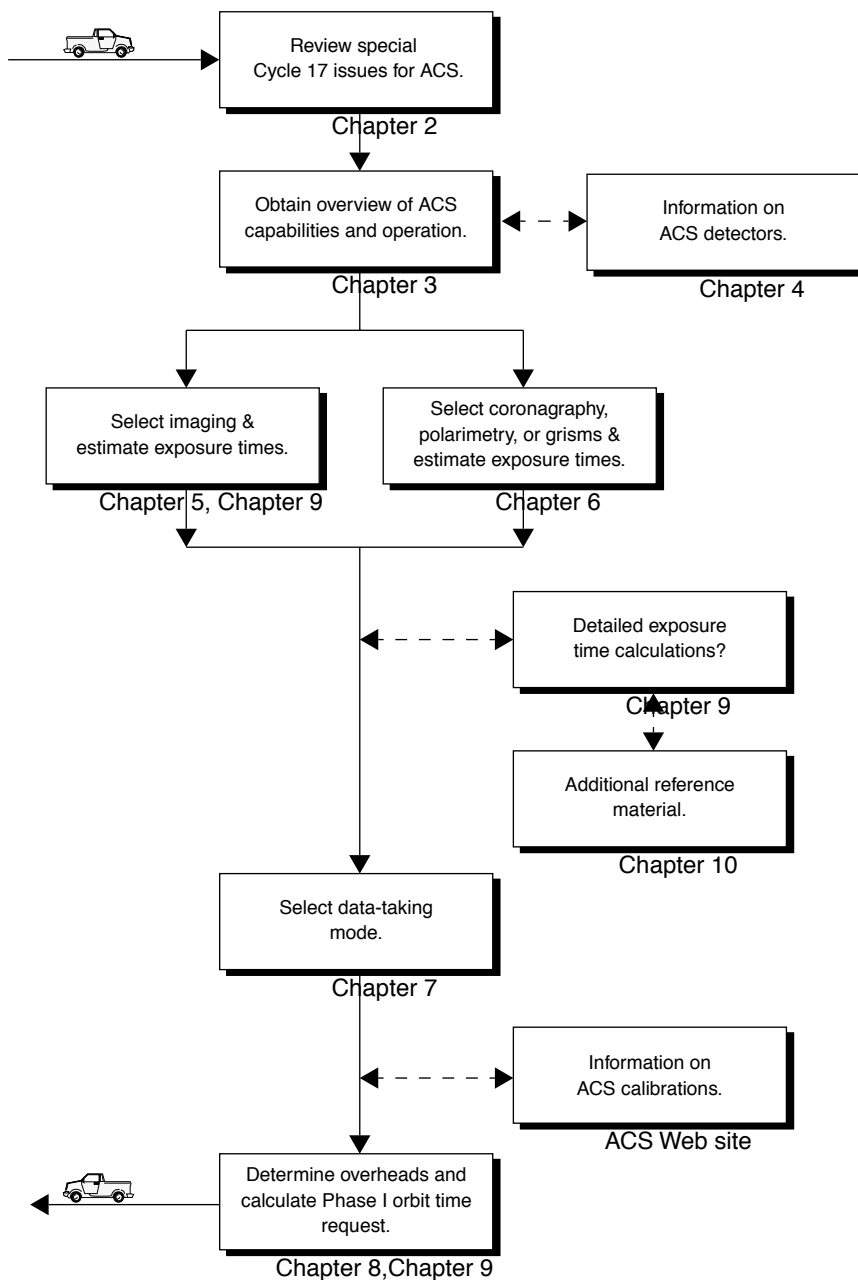 Review special
Cycle 17 issues for ACS.
Chapter 2
Obtain overview of ACS
capabilities and operation.
Chapter 3
Information on
ACS detectors.
Chapter 4
Select imaging &
estimate exposure times.
Chapter 5, Chapter 9
Select coronagraphy,
polarimetry, or grisms &
estimate exposure times.
Chapter 6
Detailed exposure
time calculations?
Chapter 9
Additional reference
material.
Chapter 10
Select data-taking
mode.
Chapter 7
Information on
ACS calibrations.
ACS Web site
Determine overheads and
calculate Phase I orbit time
request.
Chapter 8,Chapter 9